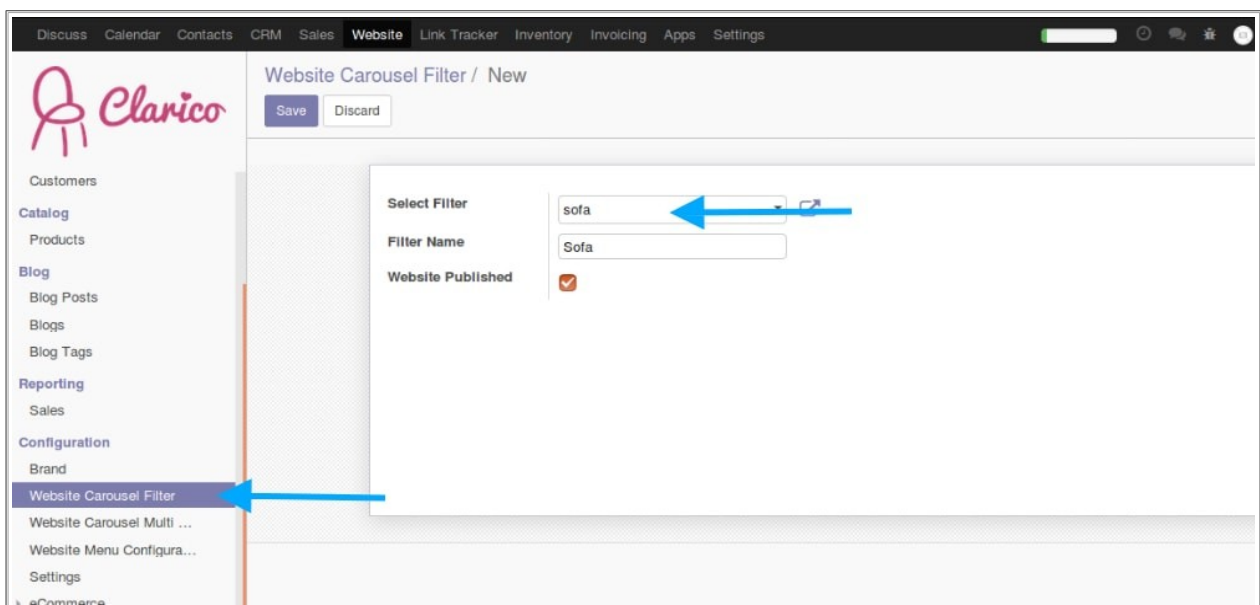 Discuss Calendar Contacts CRM Sales Website Link Tracker Inventory Invoicing Apps Settings
Clarico
Website Carousel Filter / New
Save Discard
Customers
Catalog
Products
Blog
Blog Posts
Blogs
Blog Tags
Reporting
Sales
Configuration
Brand
Website Carousel Filter
Website Carousel Multi ...
Website Menu Configura...
Settings
eCommerce
Select Filter sofa
Filter Name Sofa
Website Published